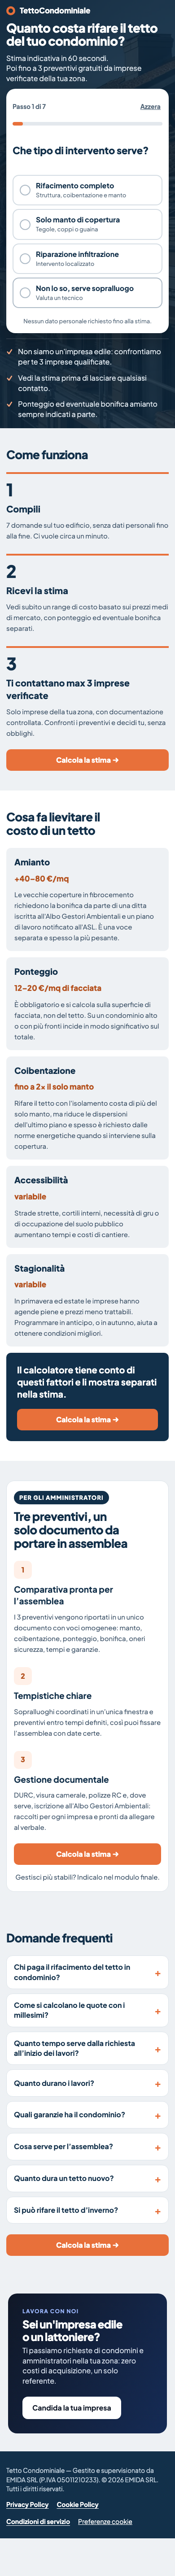 TettoCondominiale
Quanto costa rifare il tetto
del tuo condominio?
Stima indicativa in 60 secondi.
Poi fino a 3 preventivi gratuiti da imprese
verificate della tua zona.
Passo 1 di 7
Azzera
Che tipo di intervento serve?
Rifacimento completo
Struttura, coibentazione e manto
Solo manto di copertura
Tegole, coppi o guaina
Riparazione infiltrazione
Intervento localizzato
Non lo so, serve sopralluogo
Valuta un tecnico
Nessun dato personale richiesto fino alla stima.
Non siamo un'impresa edile: confrontiamo
per te 3 imprese qualificate.
Vedi la stima prima di lasciare qualsiasi
contatto.
Ponteggio ed eventuale bonifica amianto
sempre indicati a parte.
Come funziona
1
Compili
7 domande sul tuo edificio, senza dati personali fino
alla fine. Ci vuole circa un minuto.
2
Ricevi la stima
Vedi subito un range di costo basato sui prezzi medi
di mercato, con ponteggio ed eventuale bonifica
separati.
3
Ti contattano max 3 imprese
verificate
Solo imprese della tua zona, con documentazione
controllata. Confronti i preventivi e decidi tu, senza
obblighi.
Calcola la stima →
Cosa fa lievitare il
costo di un tetto
Amianto
+40–80 €/mq
Le vecchie coperture in fibrocemento
richiedono la bonifica da parte di una ditta
iscritta all'Albo Gestori Ambientali e un piano
di lavoro notificato all'ASL. È una voce
separata e spesso la più pesante.
Ponteggio
12–20 €/mq di facciata
È obbligatorio e si calcola sulla superficie di
facciata, non del tetto. Su un condominio alto
o con più fronti incide in modo significativo sul
totale.
Coibentazione
fino a 2× il solo manto
Rifare il tetto con l'isolamento costa di più del
solo manto, ma riduce le dispersioni
dell'ultimo piano e spesso è richiesto dalle
norme energetiche quando si interviene sulla
copertura.
Accessibilità
variabile
Strade strette, cortili interni, necessità di gru o
di occupazione del suolo pubblico
aumentano tempi e costi di cantiere.
Stagionalità
variabile
In primavera ed estate le imprese hanno
agende piene e prezzi meno trattabili.
Programmare in anticipo, o in autunno, aiuta a
ottenere condizioni migliori.
Il calcolatore tiene conto di
questi fattori e li mostra separati
nella stima.
Calcola la stima →
PER GLI AMMINISTRATORI
Tre preventivi, un
solo documento da
portare in assemblea
1
Comparativa pronta per
l'assemblea
I 3 preventivi vengono riportati in un unico
documento con voci omogenee: manto,
coibentazione, ponteggio, bonifica, oneri
sicurezza, tempi e garanzie.
2
Tempistiche chiare
Sopralluoghi coordinati in un'unica finestra e
preventivi entro tempi definiti, così puoi fissare
l'assemblea con date certe.
3
Gestione documentale
DURC, visura camerale, polizze RC e, dove
serve, iscrizione all'Albo Gestori Ambientali:
raccolti per ogni impresa e pronti da allegare
al verbale.
Calcola la stima →
Gestisci più stabili? Indicalo nel modulo finale.
Domande frequenti
Chi paga il rifacimento del tetto in
condominio?
+
Come si calcolano le quote con i
millesimi?
+
Quanto tempo serve dalla richiesta
all'inizio dei lavori?
+
Quanto durano i lavori?
+
Quali garanzie ha il condominio?
+
Cosa serve per l'assemblea?
+
Quanto dura un tetto nuovo?
+
Si può rifare il tetto d'inverno?
+
Calcola la stima →
LAVORA CON NOI
Sei un'impresa edile
o un lattoniere?
Ti passiamo richieste di condomini e
amministratori nella tua zona: zero
costi di acquisizione, un solo
referente.
Candida la tua impresa
Tetto Condominiale — Gestito e supervisionato da
EMIDA SRL (P.IVA 05011210233). © 2026 EMIDA SRL.
Tutti i diritti riservati.
Privacy Policy Cookie Policy
Condizioni di servizio Preferenze cookie